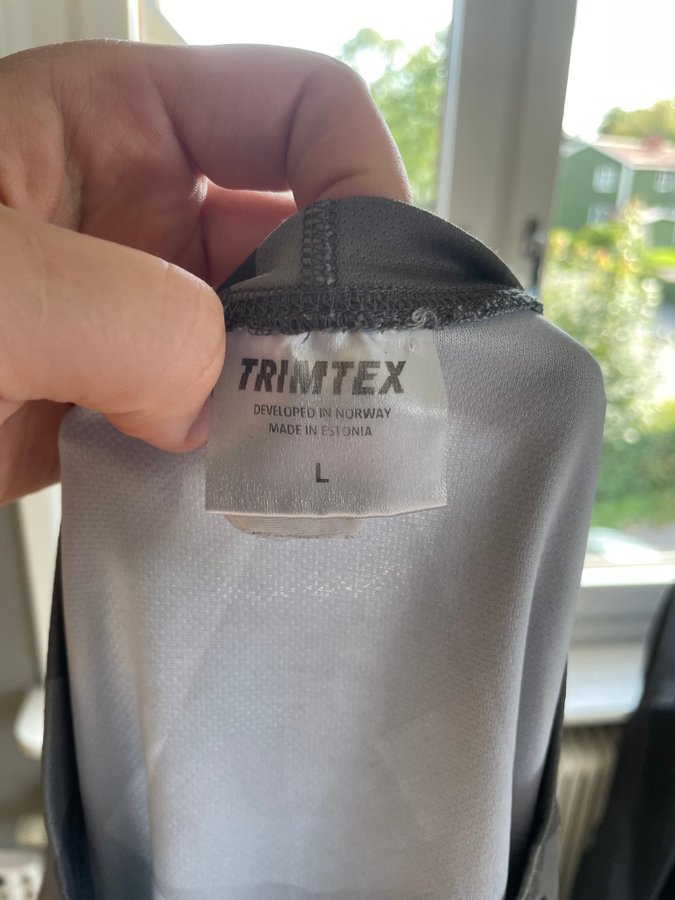 TRIMTEX
DEVELOPED IN NORWAY
MADE IN ESTONIA
L